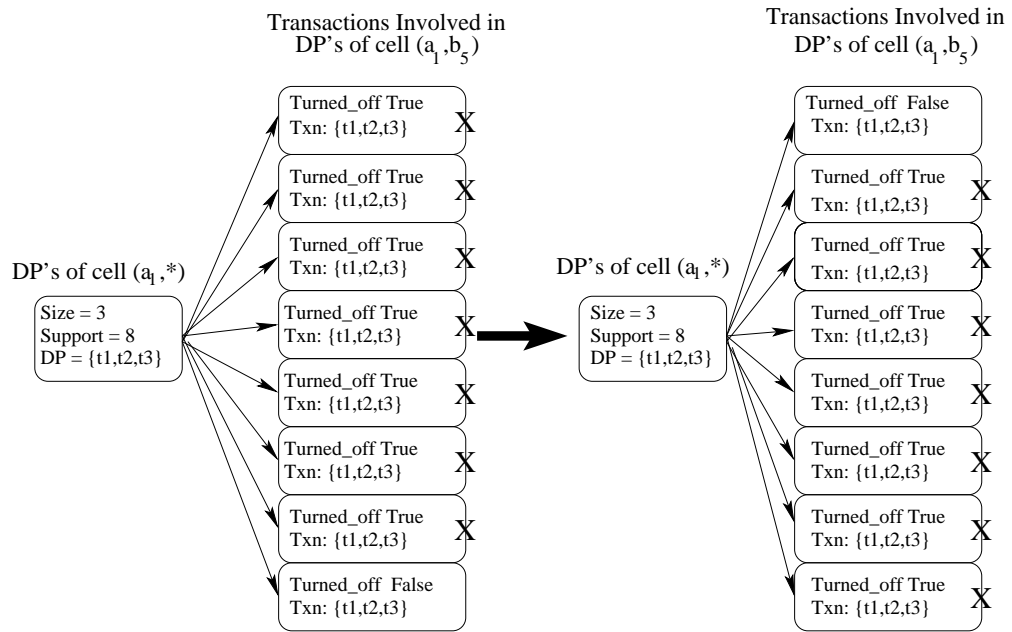 Transactions Involved in
DP's of cell (a1,b5)
Turned_off True
Txn: {t1,t2,t3}
X
Turned_off True
Txn: {t1,t2,t3}
X
Turned_off True
Txn: {t1,t2,t3}
X
DP's of cell (a1,*)
Size = 3
Support = 8
DP = {t1,t2,t3}
Turned_off True
Txn: {t1,t2,t3}
X
Turned_off True
Txn: {t1,t2,t3}
X
Turned_off True
Txn: {t1,t2,t3}
X
Turned_off True
Txn: {t1,t2,t3}
X
Turned_off False
Txn: {t1,t2,t3}
Transactions Involved in
DP's of cell (a1,b5)
Turned_off False
Txn: {t1,t2,t3}
Turned_off True
Txn: {t1,t2,t3}
X
Turned_off True
Txn: {t1,t2,t3}
X
DP's of cell (a1,*)
Size = 3
Support = 8
DP = {t1,t2,t3}
Turned_off True
Txn: {t1,t2,t3}
X
Turned_off True
Txn: {t1,t2,t3}
X
Turned_off True
Txn: {t1,t2,t3}
X
Turned_off True
Txn: {t1,t2,t3}
X
Turned_off True
Txn: {t1,t2,t3}
X